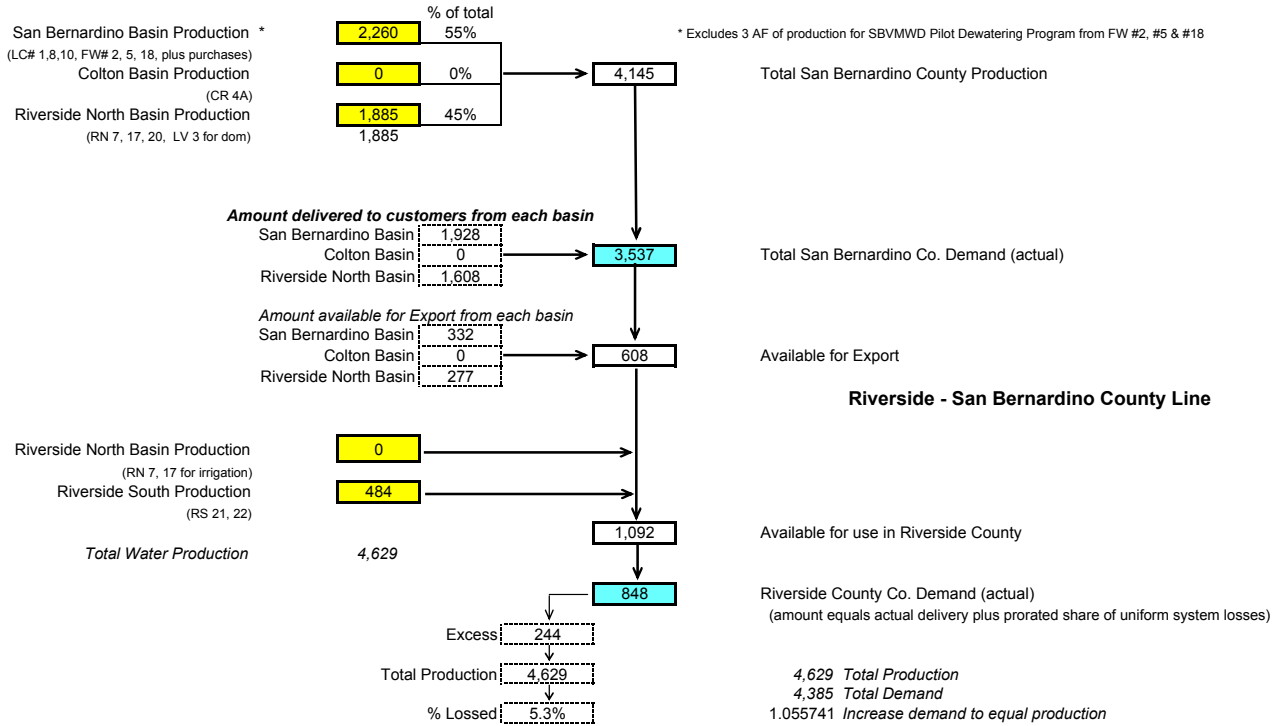 % of total
San Bernardino Basin Production * 2,260 55% * Excludes 3 AF of production for SBVMWD Pilot Dewatering Program from FW #2, #5 & #18
(LC# 1,8,10, FW# 2, 5, 18, plus purchases)
Colton Basin Production 0 0% 4,145 Total San Bernardino County Production
(CR 4A)
Riverside North Basin Production 1,885 45%
(RN 7, 17, 20, LV 3 for dom) 1,885
Amount delivered to customers from each basin
San Bernardino Basin 1,928
Colton Basin 0 3,537 Total San Bernardino Co. Demand (actual)
Riverside North Basin 1,608
Amount available for Export from each basin
San Bernardino Basin 332
Colton Basin 0 608 Available for Export
Riverside North Basin 277
Riverside - San Bernardino County Line
Riverside North Basin Production 0
(RN 7, 17 for irrigation)
Riverside South Production 484
(RS 21, 22)
1,092 Available for use in Riverside County
Total Water Production 4,629
848 Riverside County Co. Demand (actual)
(amount equals actual delivery plus prorated share of uniform system losses)
Excess 244
Total Production 4,629 4,629 Total Production
4,385 Total Demand
% Lossed 5.3% 1.055741 Increase demand to equal production